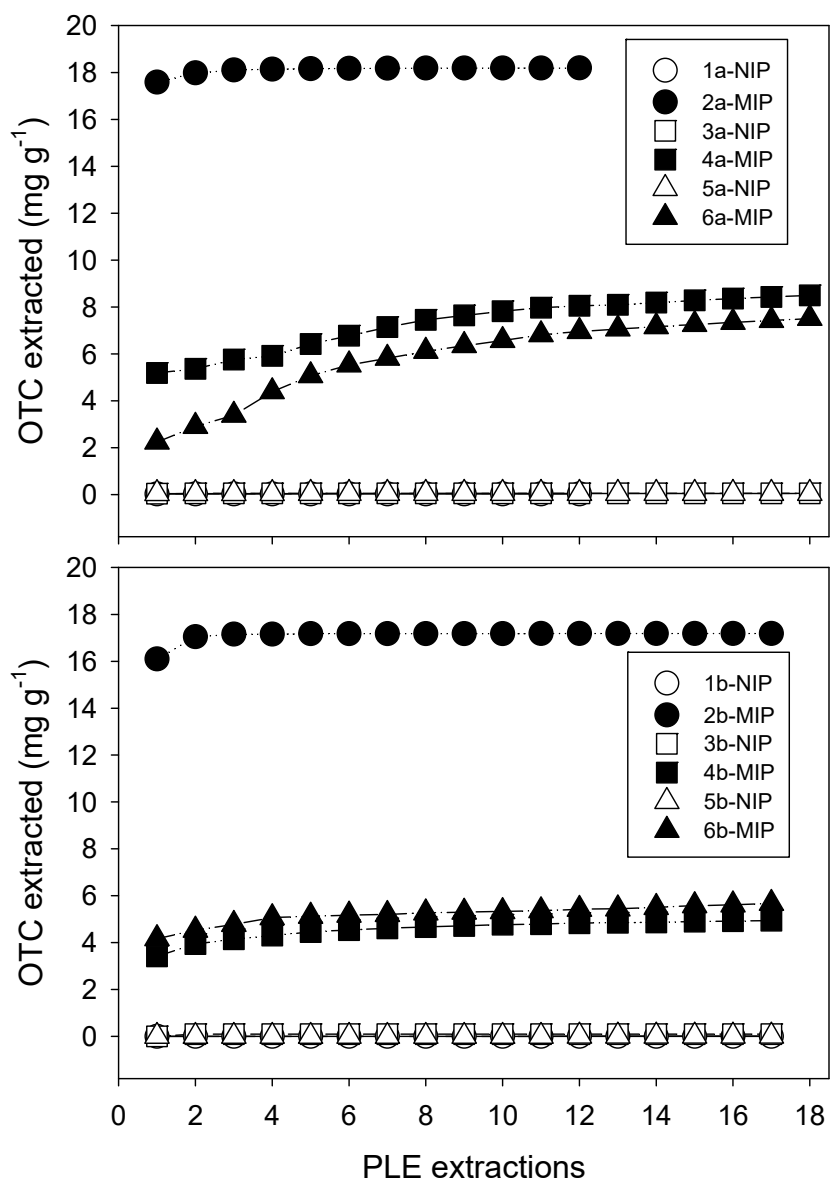 20
18
16
14
12
10
8
6
4
2
0
OTC extracted (mg g⁻¹)
1a-NIP
2a-MIP
3a-NIP
4a-MIP
5a-NIP
6a-MIP
20
18
16
14
12
10
8
6
4
2
0
OTC extracted (mg g⁻¹)
1b-NIP
2b-MIP
3b-NIP
4b-MIP
5b-NIP
6b-MIP
0 2 4 6 8 10 12 14 16 18
PLE extractions